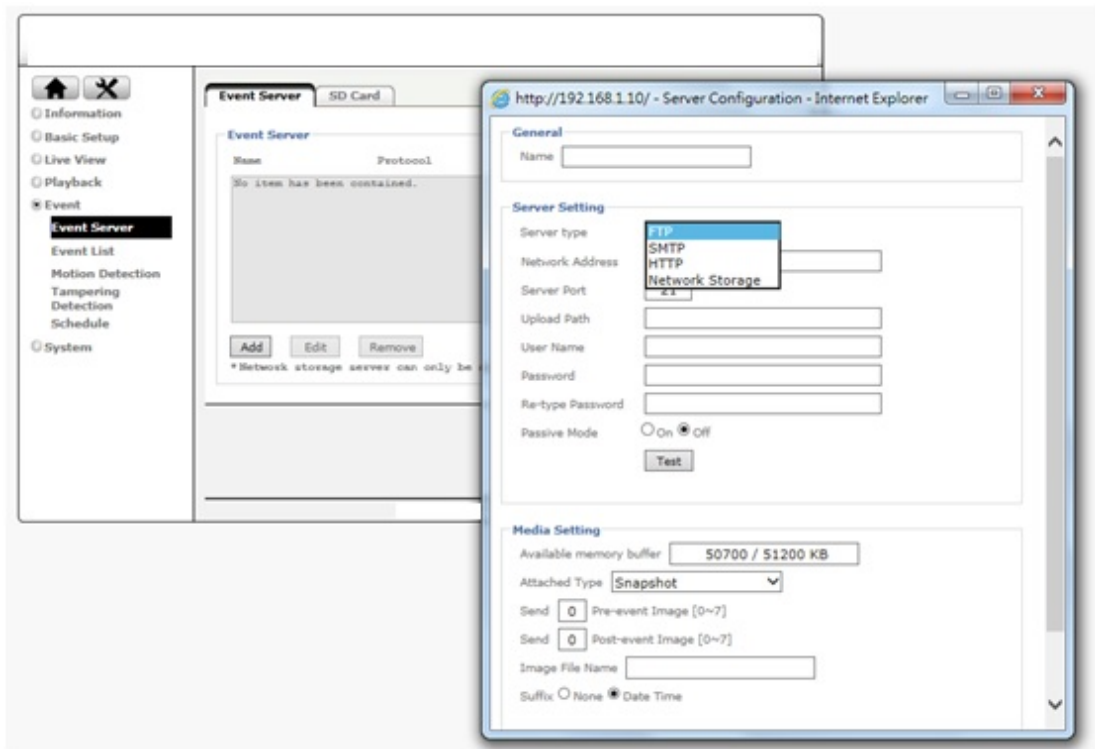 Information
Basic Setup
Live View
Playback
Event
Event Server
Event List
Motion Detection
Tampering
Detection
Schedule
System
Event Server
SD Card
Event Server
Name Protocol
No item has been contained.
Add Edit Remove
*Network storage server can only be
http://192.168.1.10/ - Server Configuration - Internet Explorer
General
Name
Server Setting
Server type FTP
SMTP
HTTP
Network Storage
Network Address
Server Port 21
Upload Path
User Name
Password
Re-type Password
Passive Mode On Off
Test
Media Setting
Available memory buffer 50700 / 51200 KB
Attached Type Snapshot
Send 0 Pre-event Image [0~7]
Send 0 Post-event Image [0~7]
Image File Name
Suffix None Date Time